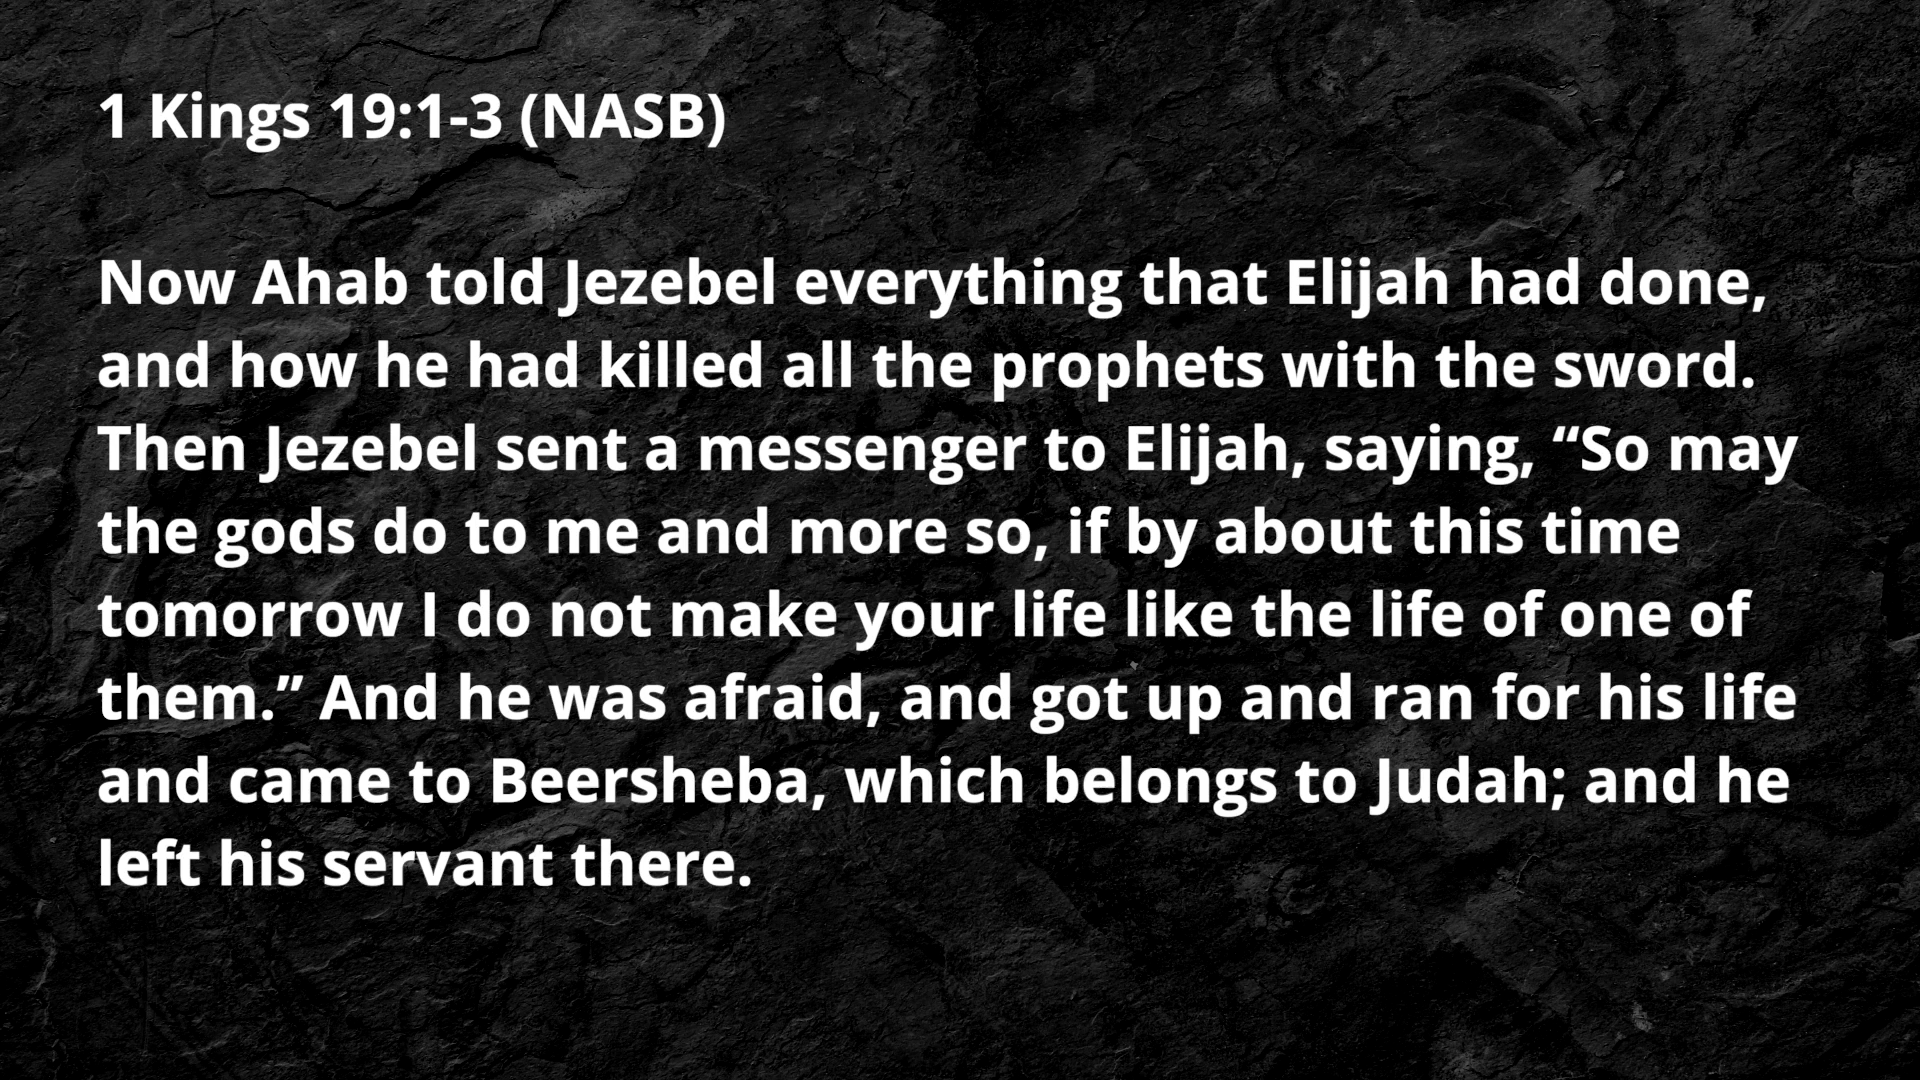 1 Kings 19:1-3 (NASB)
Now Ahab told Jezebel everything that Elijah had done,
and how he had killed all the prophets with the sword.
Then Jezebel sent a messenger to Elijah, saying, “So may
the gods do to me and more so, if by about this time
tomorrow I do not make your life like the life of one of
them.” And he was afraid, and got up and ran for his life
and came to Beersheba, which belongs to Judah; and he
left his servant there.